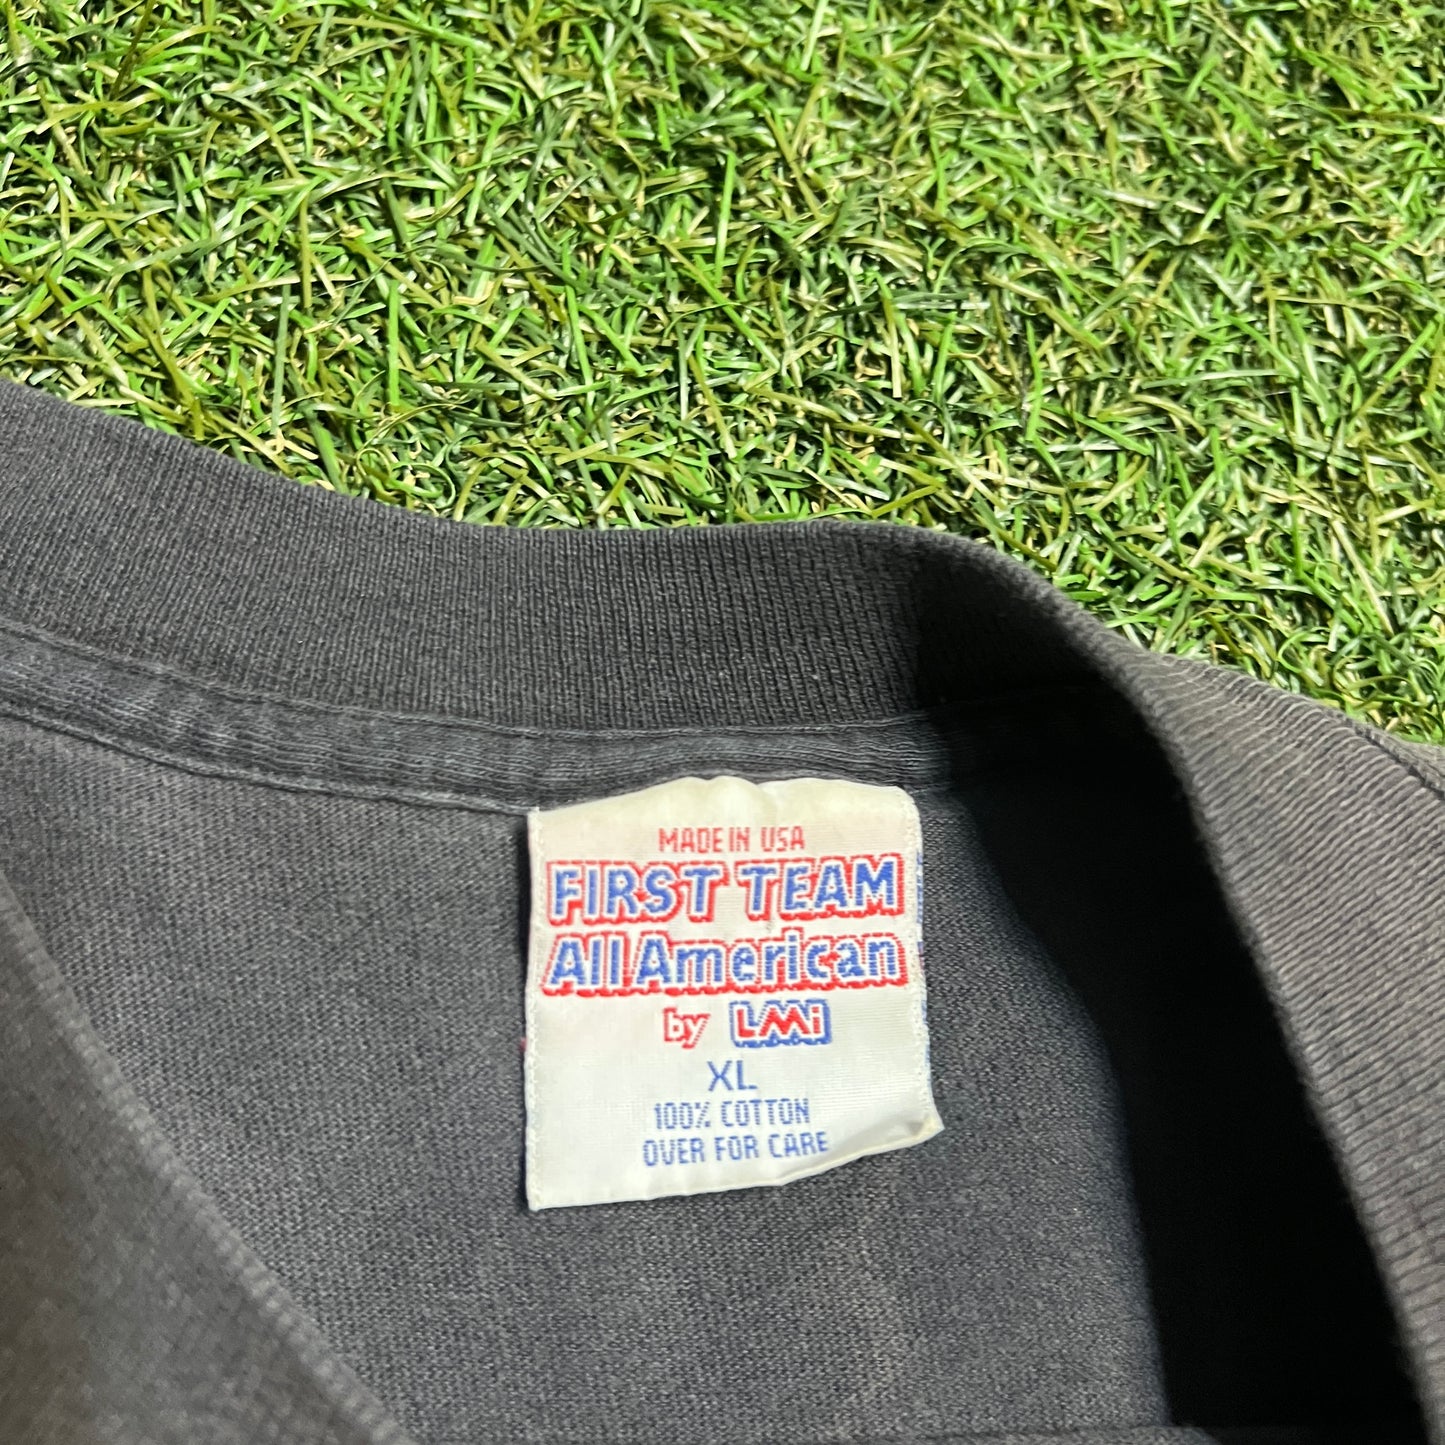 MADE IN USA
FIRST TEAM
All American
by LMi
XL
100% COTTON
OVER FOR CARE